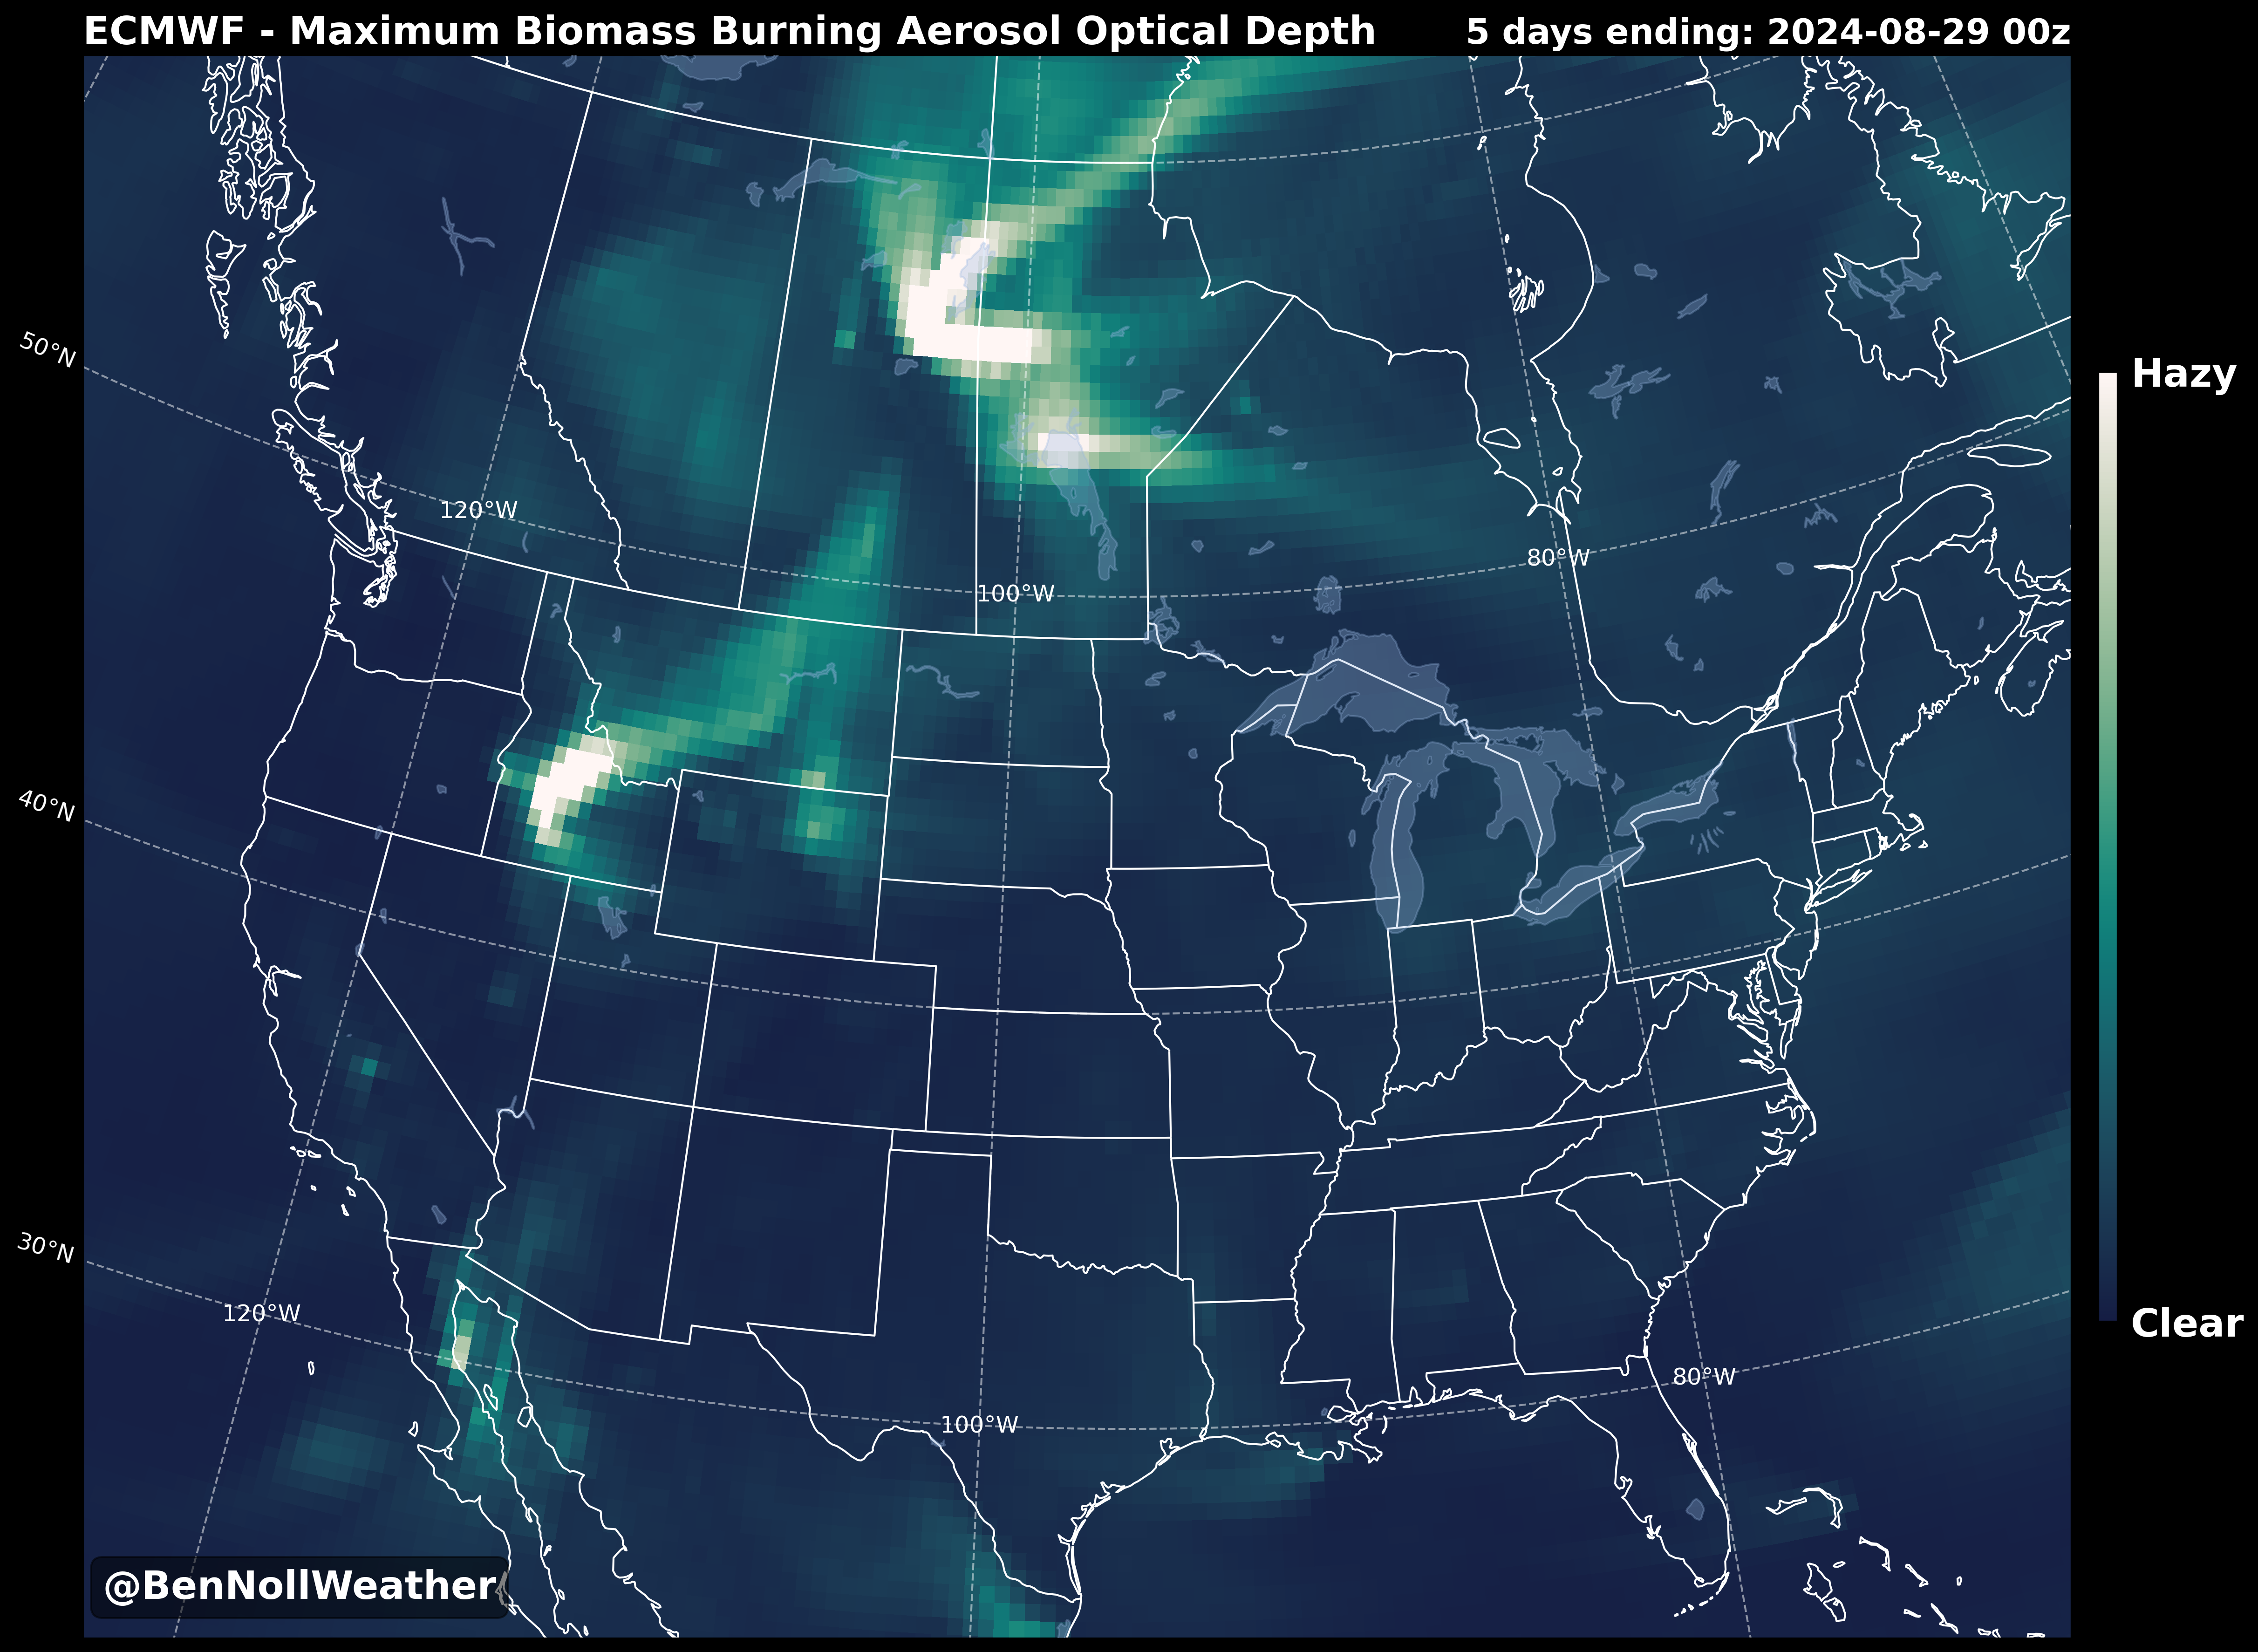 ECMWF - Maximum Biomass Burning Aerosol Optical Depth
5 days ending: 2024-08-29 00z
50°N
Hazy
120°W
80°W
100°W
40°N
30°N
120°W
Clear
80°W
100°W
@BenNollWeather